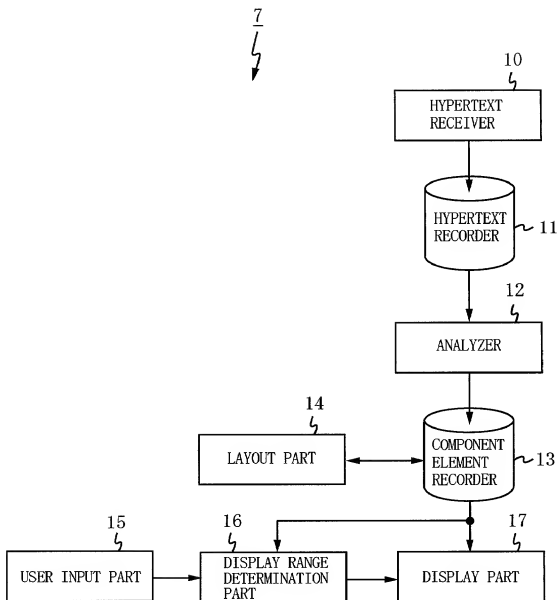 7
10
HYPERTEXT
RECEIVER
HYPERTEXT
RECORDER
11
12
ANALYZER
14
LAYOUT PART
COMPONENT
ELEMENT
RECORDER
13
15
USER INPUT PART
16
DISPLAY RANGE
DETERMINATION
PART
17
DISPLAY PART